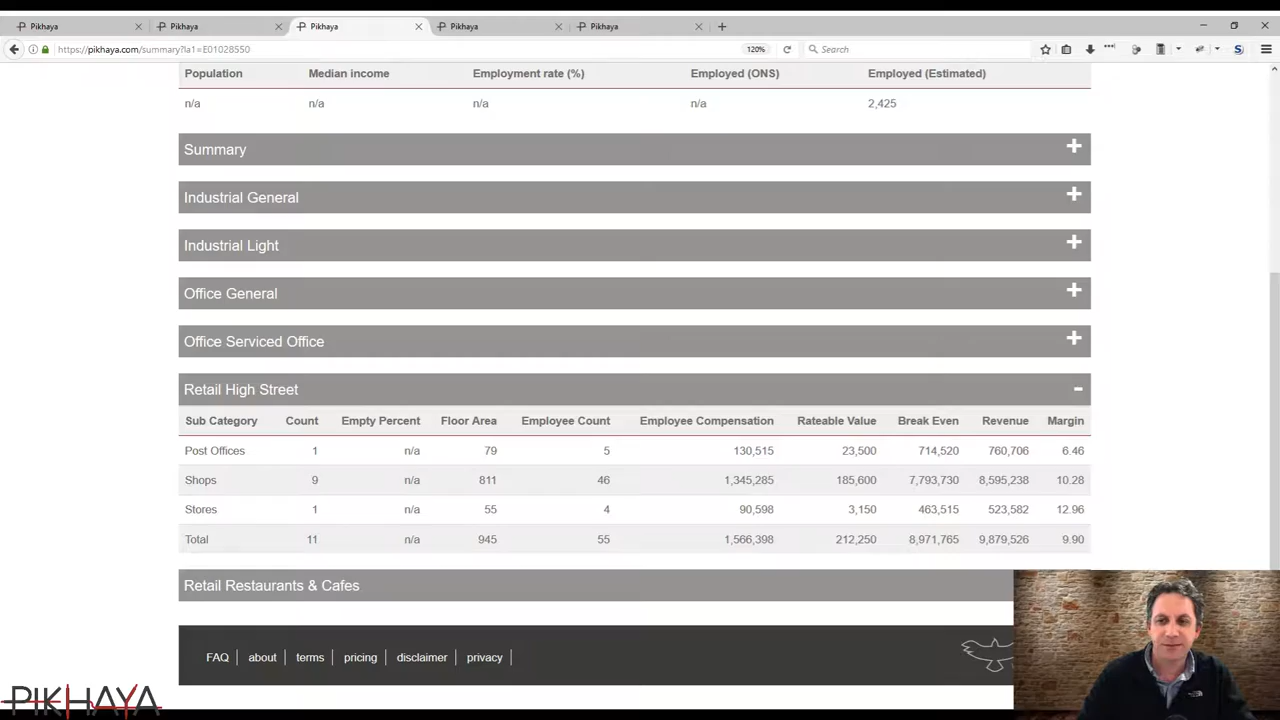 Pikhaya
Pikhaya
Pikhaya
Pikhaya
Pikhaya
https://pikhaya.com/summary?la1=E01028550
120%
Search
Population Median income Employment rate (%) Employed (ONS) Employed (Estimated)
n/a n/a n/a n/a 2,425
Summary
Industrial General
Industrial Light
Office General
Office Serviced Office
Retail High Street
Sub Category Count Empty Percent Floor Area Employee Count Employee Compensation Rateable Value Break Even Revenue Margin
Post Offices 1 n/a 79 5 130,515 23,500 714,520 760,706 6.46
Shops 9 n/a 811 46 1,345,285 185,600 7,793,730 8,595,238 10.28
Stores 1 n/a 55 4 90,598 3,150 463,515 523,582 12.96
Total 11 n/a 945 55 1,566,398 212,250 8,971,765 9,879,526 9.90
Retail Restaurants & Cafes
FAQ about terms pricing disclaimer privacy
PIKHAYA